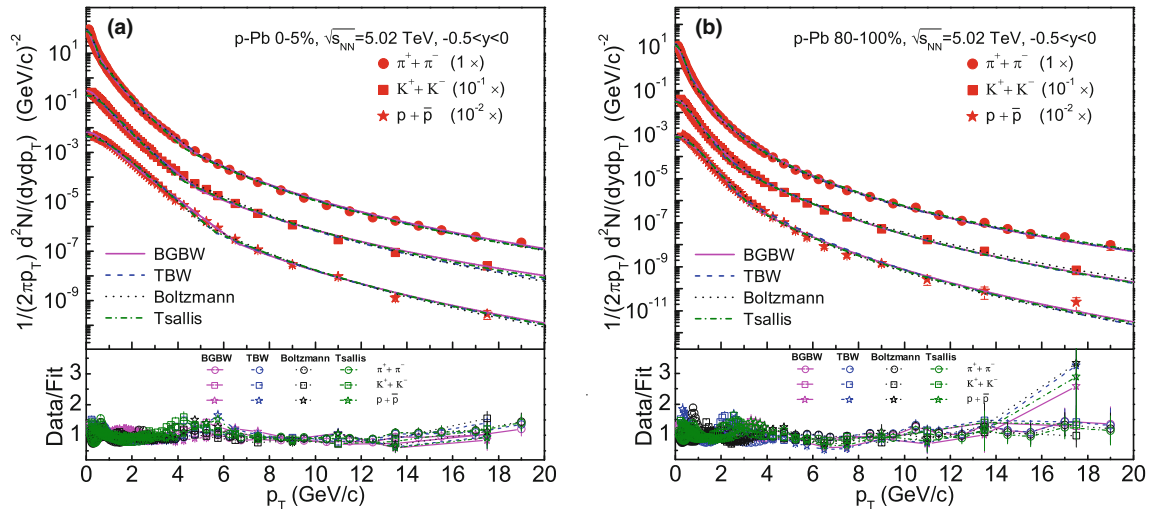 (a)
p-Pb 0-5%, √sNN=5.02 TeV, -0.5<y<0
π⁺+ π⁻ (1 ×)
K⁺+ K⁻ (10⁻¹ ×)
p + p̅ (10⁻² ×)
1/(2πpT) d²N/(dydpT) (GeV/c)⁻²
10¹
10⁻¹
10⁻³
10⁻⁵
10⁻⁷
10⁻⁹
BGBW
TBW
Boltzmann
Tsallis
BGBW TBW Boltzmann Tsallis
π⁺+ π⁻
K⁺+ K⁻
p + p̅
Data/Fit
3
2
1
0 2 4 6 8 10 12 14 16 18 20
pT (GeV/c)
(b)
p-Pb 80-100%, √sNN=5.02 TeV, -0.5<y<0
π⁺+ π⁻ (1 ×)
K⁺+ K⁻ (10⁻¹ ×)
p + p̅ (10⁻² ×)
1/(2πpT) d²N/(dydpT) (GeV/c)⁻²
10¹
10⁻¹
10⁻³
10⁻⁵
10⁻⁷
10⁻⁹
10⁻¹¹
BGBW
TBW
Boltzmann
Tsallis
BGBW TBW Boltzmann Tsallis
π⁺+ π⁻
K⁺+ K⁻
p + p̅
Data/Fit
3
2
1
0 2 4 6 8 10 12 14 16 18 20
pT (GeV/c)